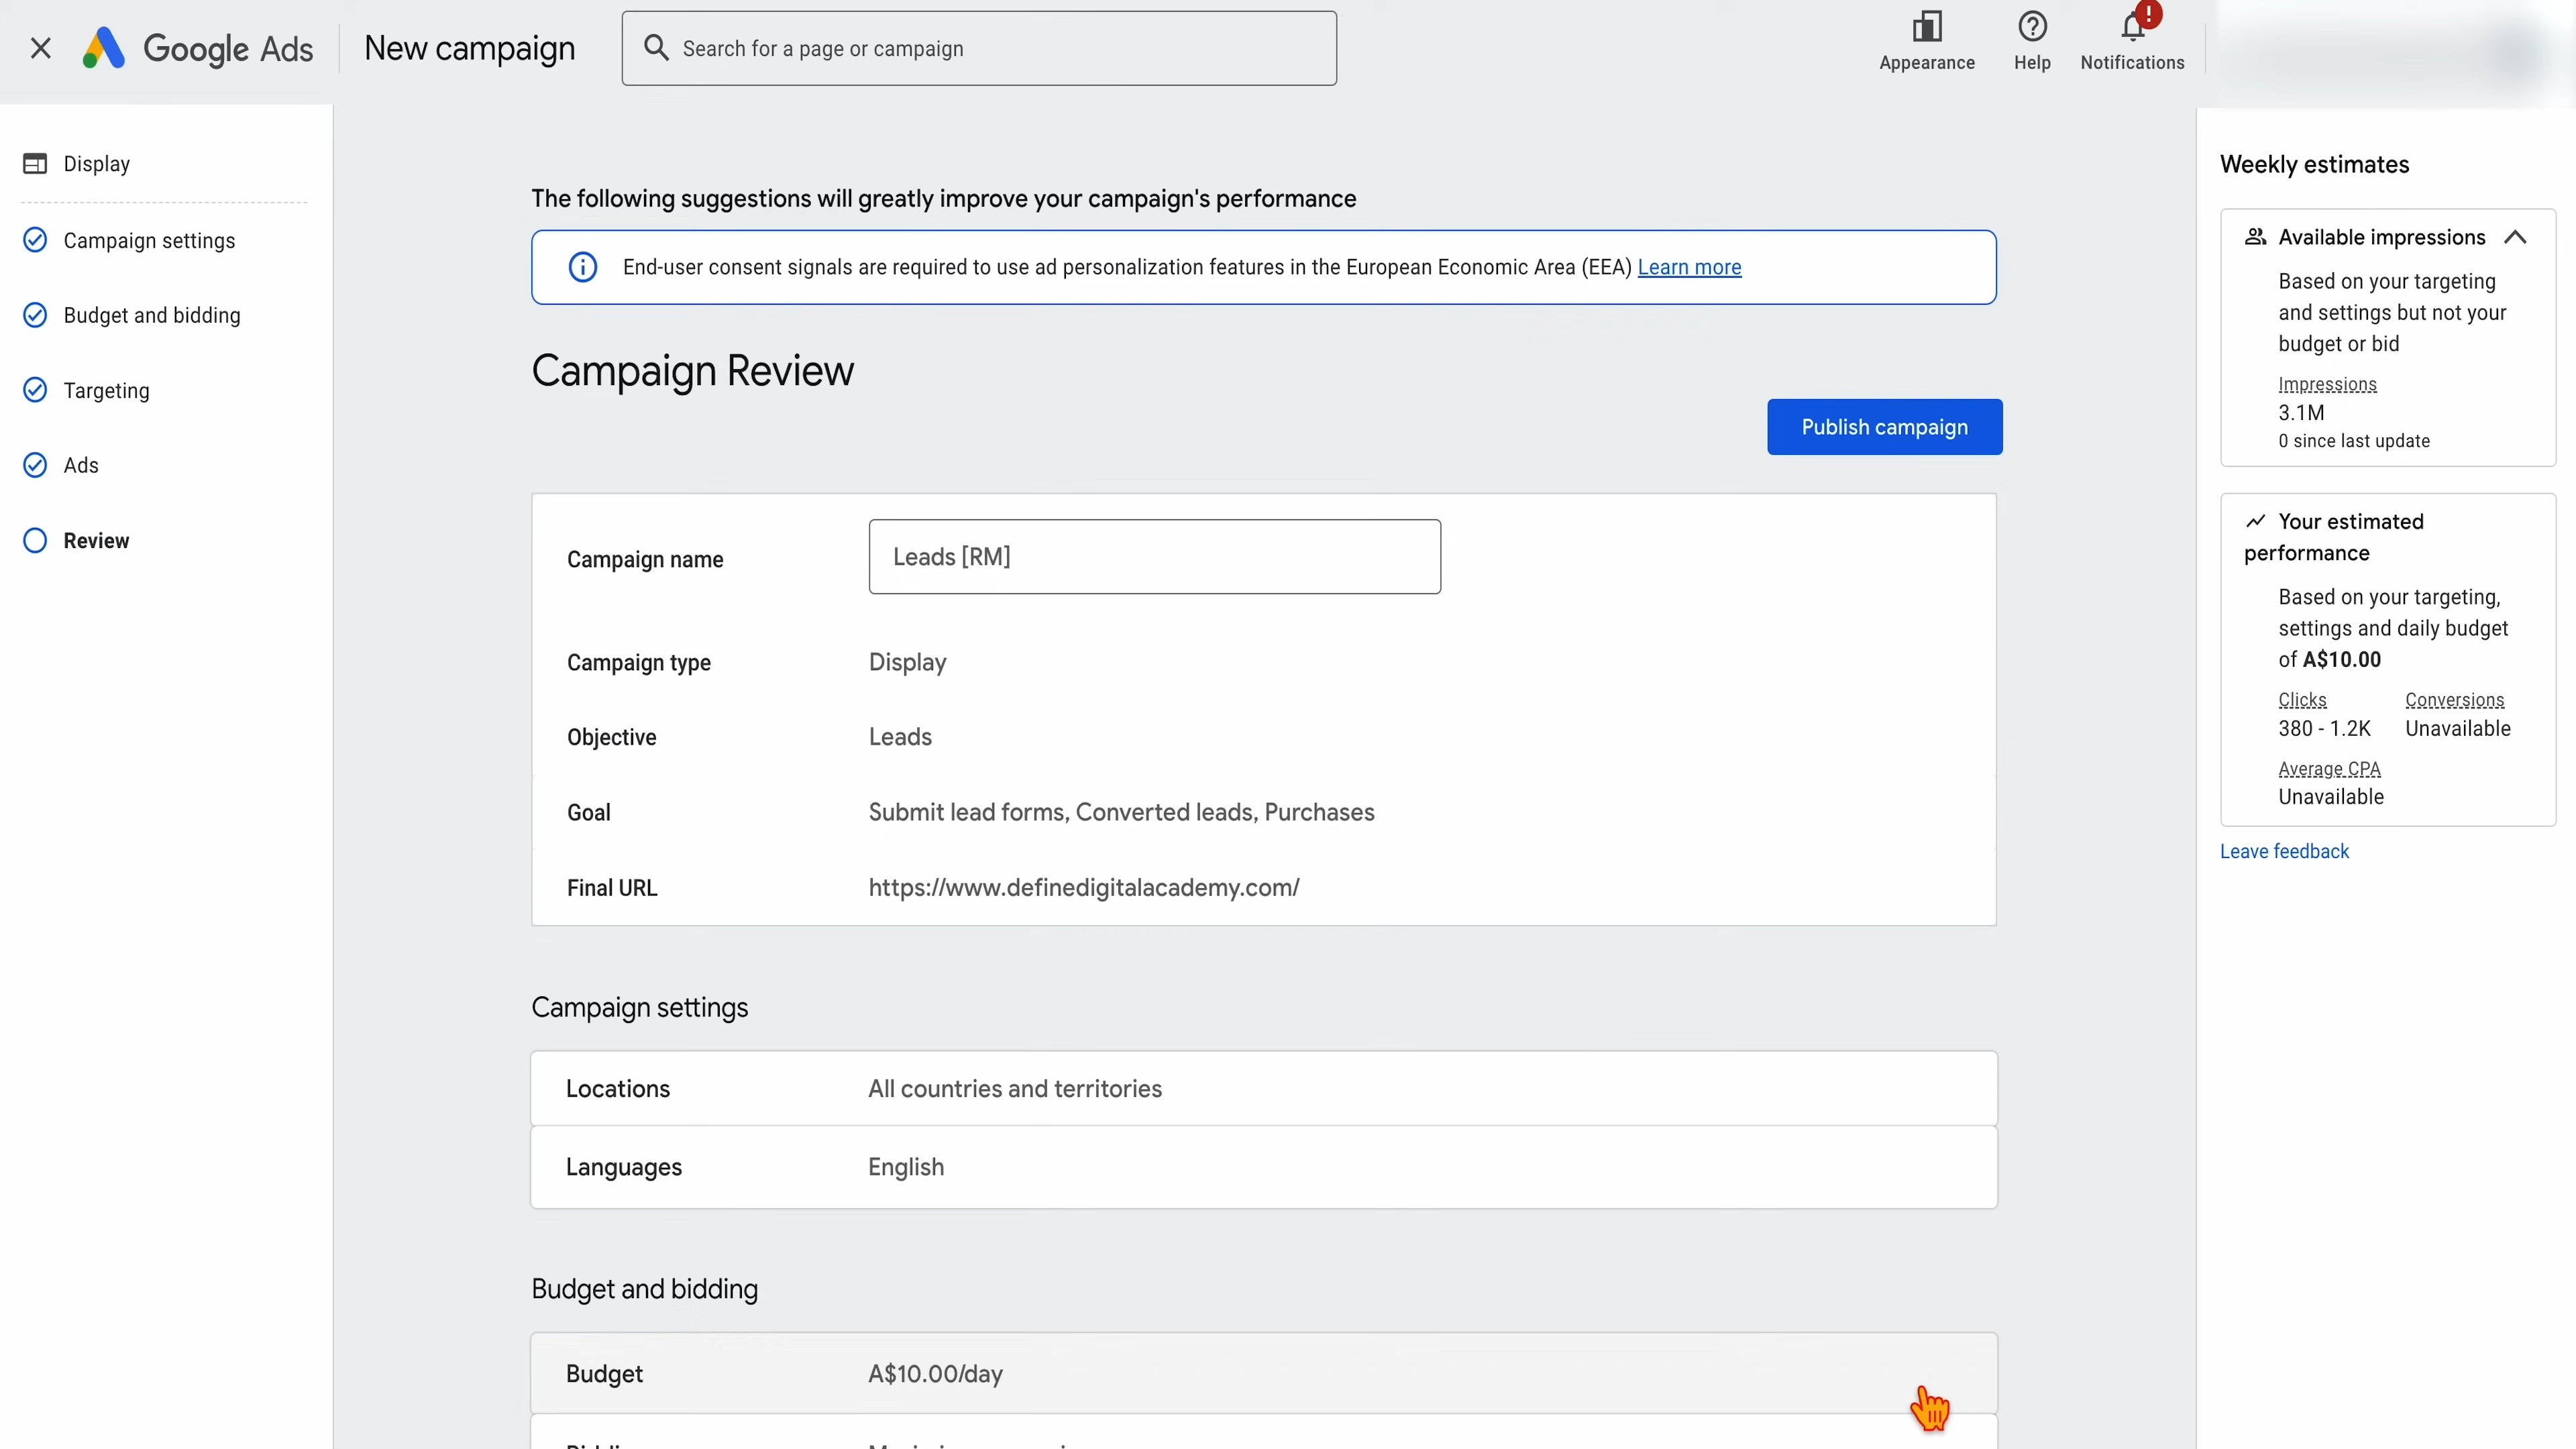 Google Ads
New campaign
Search for a page or campaign
Appearance
Help
!
Notifications
Display
Campaign settings
Budget and bidding
Targeting
Ads
Review
The following suggestions will greatly improve your campaign's performance
End-user consent signals are required to use ad personalization features in the European Economic Area (EEA) Learn more
Campaign Review
Publish campaign
Campaign name
Leads [RM]
Campaign type
Display
Objective
Leads
Goal
Submit lead forms, Converted leads, Purchases
Final URL
https://www.definedigitalacademy.com/
Campaign settings
Locations
All countries and territories
Languages
English
Budget and bidding
Budget
A$10.00/day
Weekly estimates
Available impressions
Based on your targeting
and settings but not your
budget or bid
Impressions
3.1M
0 since last update
Your estimated
performance
Based on your targeting,
settings and daily budget
of A$10.00
Clicks Conversions
380 - 1.2K Unavailable
Average CPA
Unavailable
Leave feedback